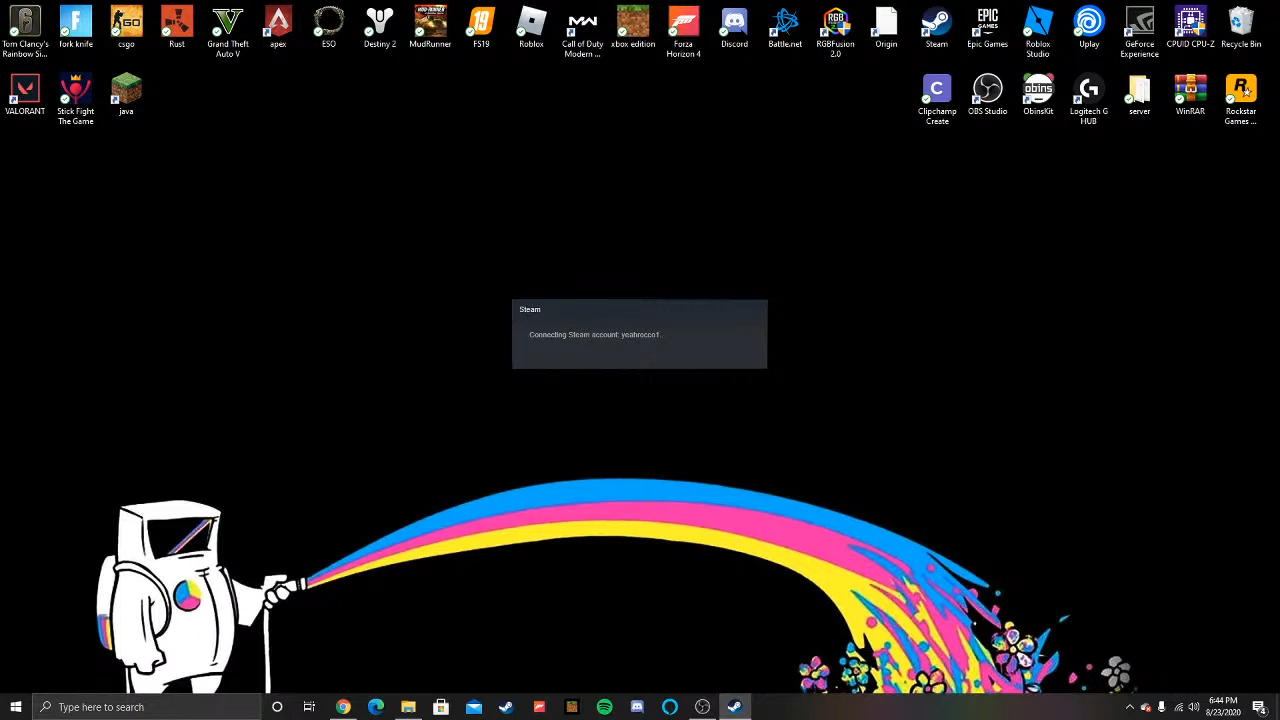 Tom Clancy's Rainbow Si...
fork knife
csgo
Rust
Grand Theft Auto V
apex
ESO
Destiny 2
MudRunner
FS19
Roblox
Call of Duty Modern ...
xbox edition
Forza Horizon 4
Discord
Battle.net
RGBFusion 2.0
Origin
Steam
Epic Games
Roblox Studio
Uplay
GeForce Experience
CPUID CPU-Z
Recycle Bin
VALORANT
Stick Fight The Game
java
Clipchamp Create
OBS Studio
ObinsKit
Logitech G HUB
server
WinRAR
Rockstar Games ...
Steam
Connecting Steam account: yeahrocco1...
Type here to search
6:44 PM
8/23/2020